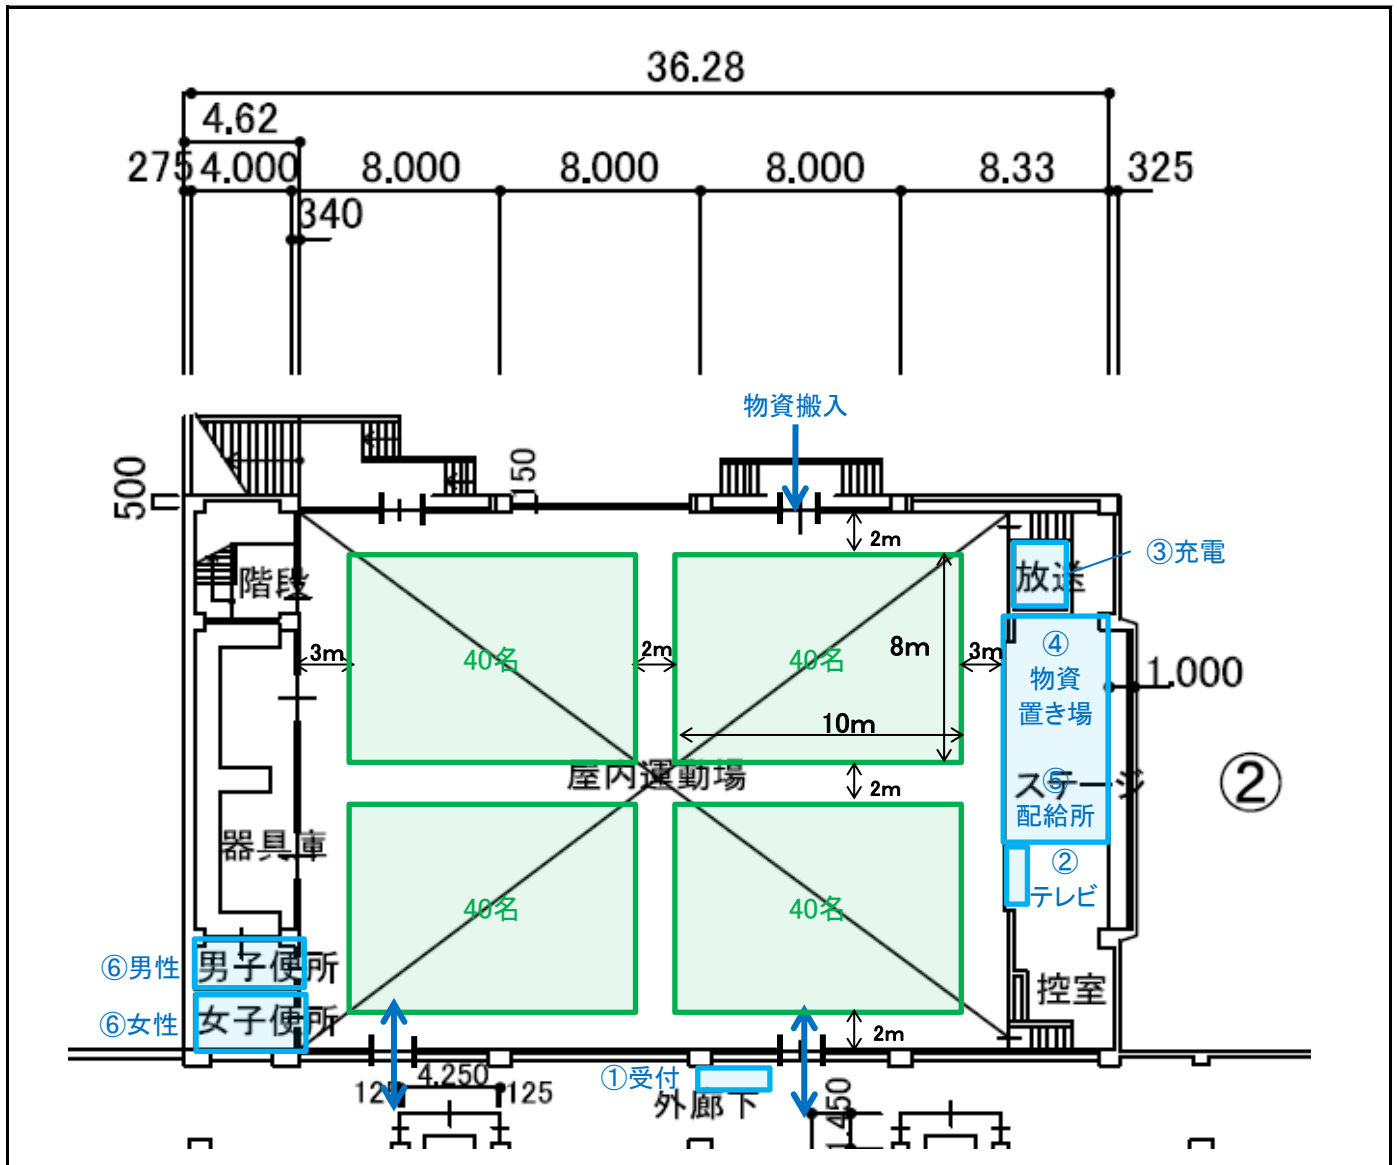 36.28
4.62
275
4.000
8.000
8.000
8.000
8.33
325
340
物資搬入
500
150
2m
③充電
放送
階段
3m
40名
2m
40名
8m
3m
④
物資
置き場
1.000
10m
屋内運動場
2m
ステージ
⑤
配給所
②
器具庫
②
テレビ
40名
40名
⑥男性
男子便所
控室
⑥女性
女子便所
2m
①受付
4.250
125
125
外廊下
1.450